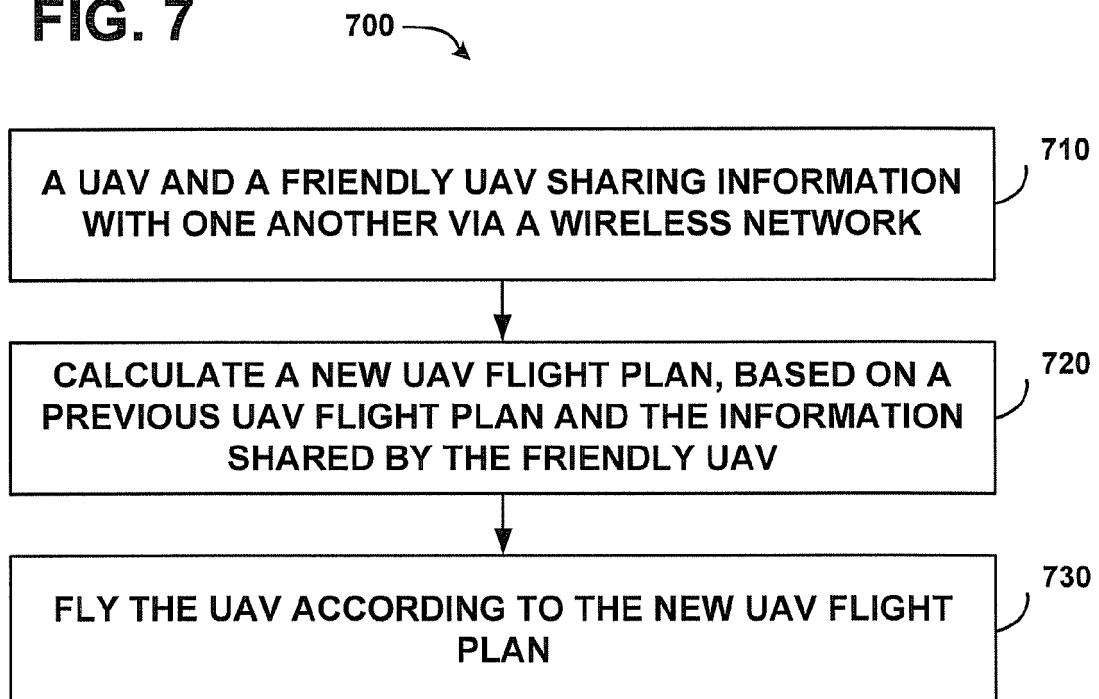 FIG. 7
700
710
A UAV AND A FRIENDLY UAV SHARING INFORMATION
WITH ONE ANOTHER VIA A WIRELESS NETWORK
720
CALCULATE A NEW UAV FLIGHT PLAN, BASED ON A
PREVIOUS UAV FLIGHT PLAN AND THE INFORMATION
SHARED BY THE FRIENDLY UAV
730
FLY THE UAV ACCORDING TO THE NEW UAV FLIGHT
PLAN